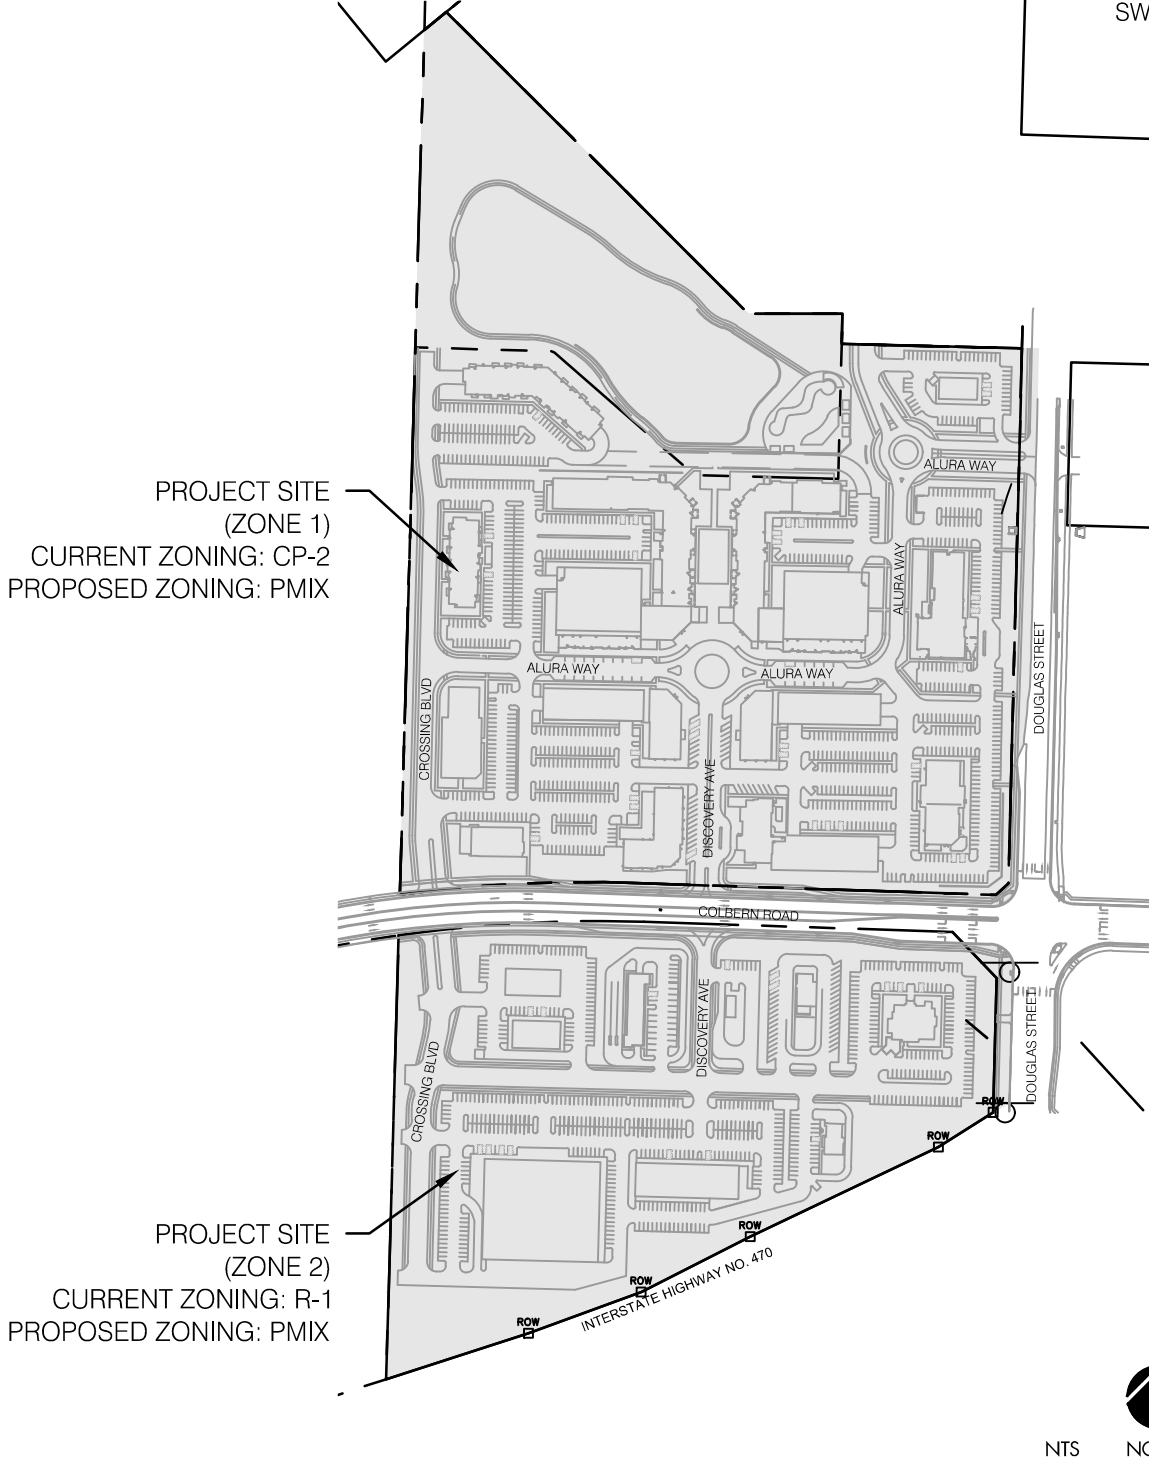 SW
ALURA WAY
PROJECT SITE
(ZONE 1)
CURRENT ZONING: CP-2
PROPOSED ZONING: PMIX
ALURA WAY
DOUGLAS STREET
ALURA WAY
ALURA WAY
CROSSING BLVD
DISCOVERY AVE
COLBERN ROAD
DISCOVERY AVE
DOUGLAS STREET
CROSSING BLVD
ROW
ROW
ROW
ROW
ROW
INTERSTATE HIGHWAY NO. 470
PROJECT SITE
(ZONE 2)
CURRENT ZONING: R-1
PROPOSED ZONING: PMIX
NTS NO